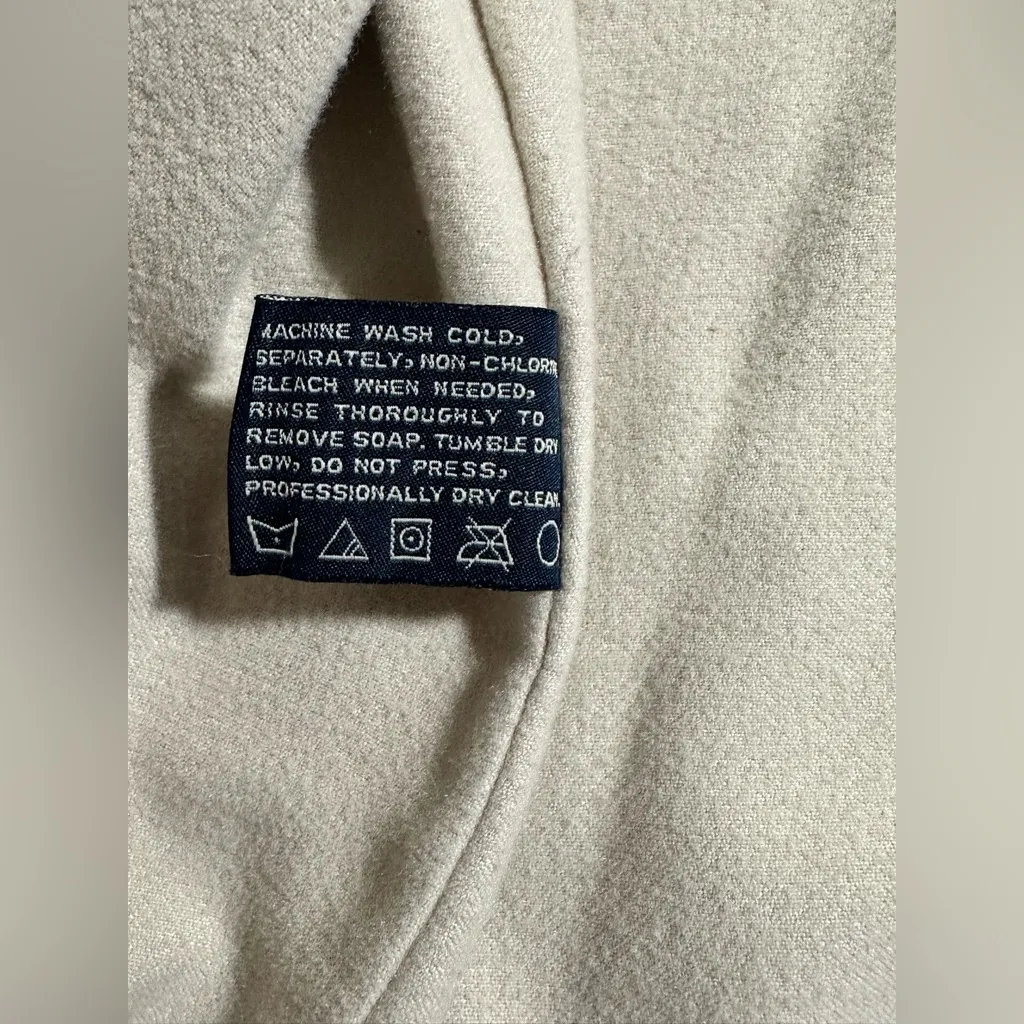 MACHINE WASH COLD,
SEPARATELY, NON-CHLORIN
BLEACH WHEN NEEDED,
RINSE THOROUGHLY TO
REMOVE SOAP. TUMBLE DRY
LOW, DO NOT PRESS,
PROFESSIONALLY DRY CLEAN.